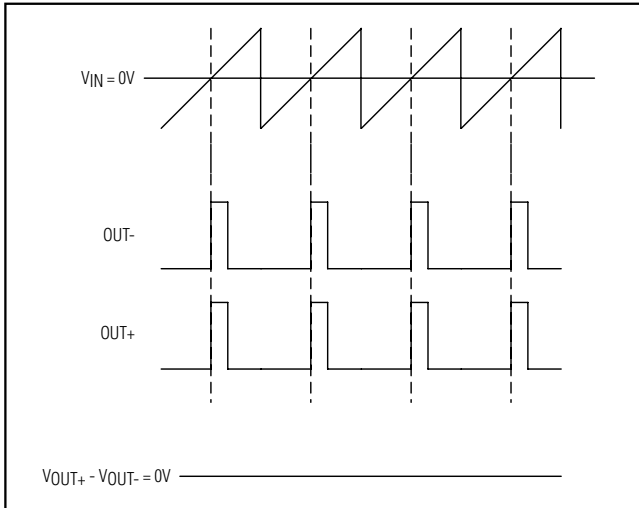 VIN = 0V
OUT-
OUT+
VOUT+ - VOUT- = 0V